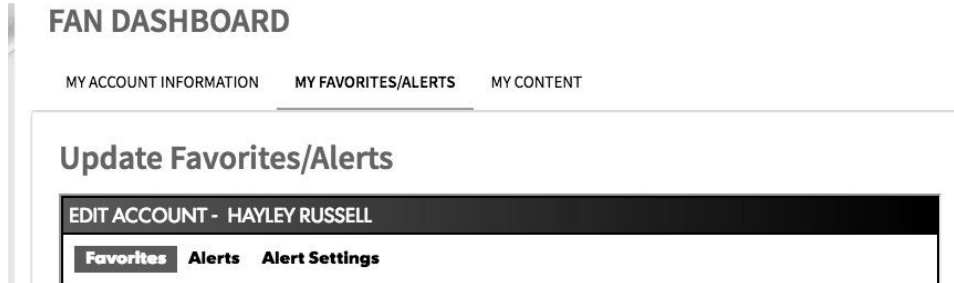 FAN DASHBOARD
MY ACCOUNT INFORMATION MY FAVORITES/ALERTS MY CONTENT
Update Favorites/Alerts
EDIT ACCOUNT - HAYLEY RUSSELL
Favorites Alerts Alert Settings